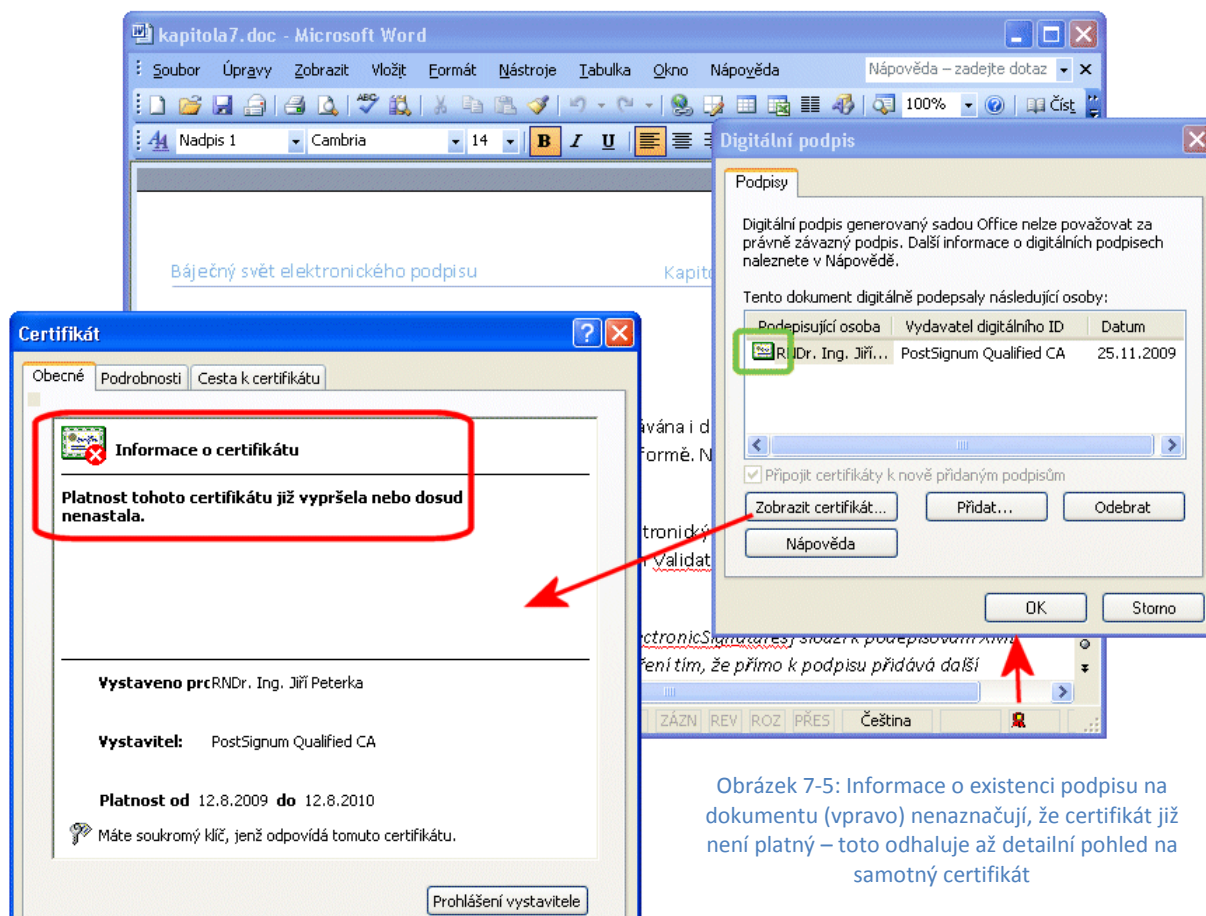 kapitola7.doc - Microsoft Word
Soubor Úpravy Zobrazit Vložit Formát Nástroje Tabulka Okno Nápověda Nápověda – zadejte dotaz
100% Číst
Nadpis 1 Cambria 14 B I U
Báječný svět elektronického podpisu
Digitální podpis
Podpisy
Digitální podpis generovaný sadou Office nelze považovat za
právně závazný podpis. Další informace o digitálních podpisech
naleznete v Nápovědě.
Tento dokument digitálně podepsaly následující osoby:
Podepisující osoba Vydavatel digitálního ID Datum
RNDr. Ing. Jiří... PostSignum Qualified CA 25.11.2009
Připojit certifikáty k nově přidaným podpisům
Zobrazit certifikát... Přidat... Odebrat
Nápověda
OK Storno
Certifikát
Obecné Podrobnosti Cesta k certifikátu
Informace o certifikátu
Platnost tohoto certifikátu již vypršela nebo dosud
nenastala.
Vystaveno prc RNDr. Ing. Jiří Peterka
Vystavitel: PostSignum Qualified CA
Platnost od 12.8.2009 do 12.8.2010
Máte soukromý klíč, jenž odpovídá tomuto certifikátu.
Prohlášení vystavitele
ávána i d
formě. N
tronický
Validat
ectronicSignatures) slouží k podepisování
ření tím, že přímo k podpisu přidává další
ZÁZN REV ROZ PŘES Čeština
Obrázek 7-5: Informace o existenci podpisu na
dokumentu (vpravo) nenaznačují, že certifikát již
není platný – toto odhaluje až detailní pohled na
samotný certifikát